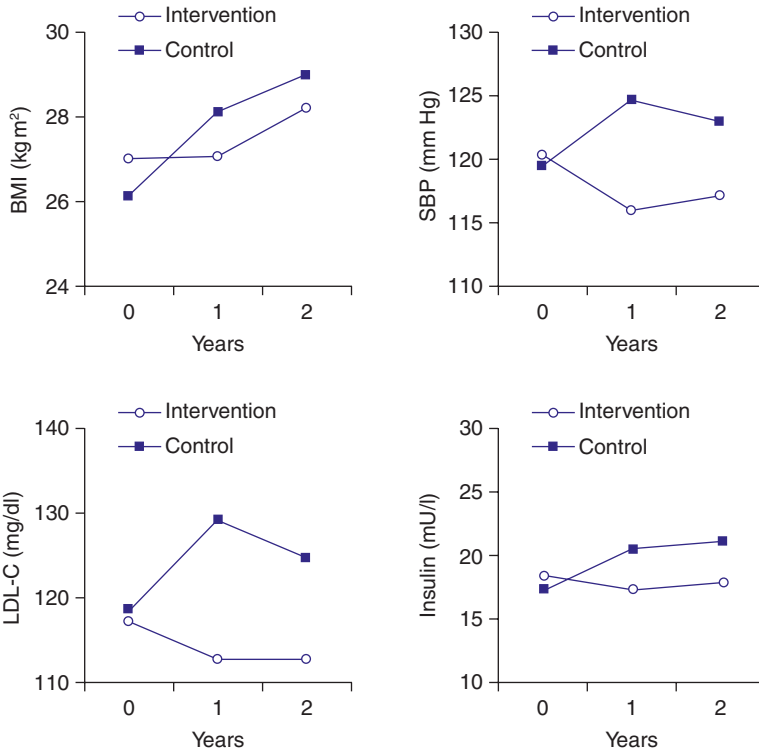 Intervention
Control
30
28
26
24
BMI (kg m²)
0 1 2
Years
Intervention
Control
130
125
120
115
110
SBP (mm Hg)
0 1 2
Years
Intervention
Control
140
130
120
110
LDL-C (mg/dl)
0 1 2
Years
Intervention
Control
30
25
20
15
10
Insulin (mU/l)
0 1 2
Years